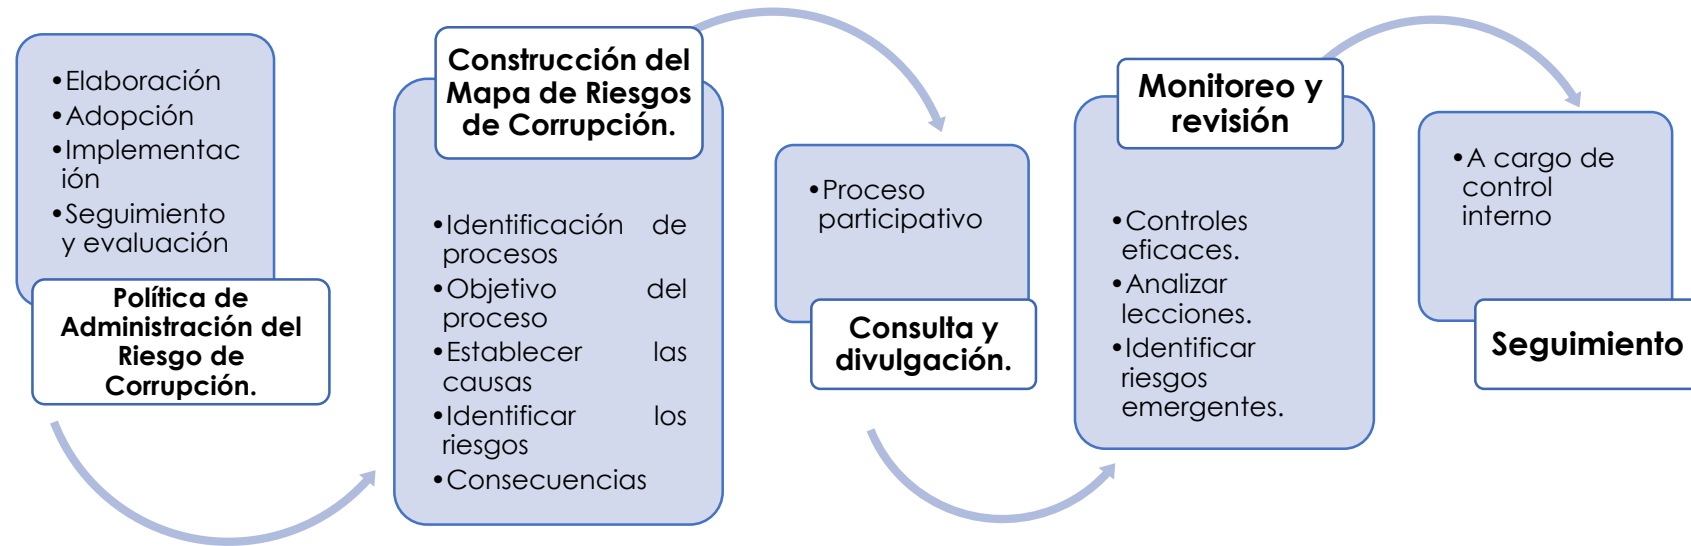 •Elaboración
•Adopción
•Implementac
ión
•Seguimiento
y evaluación
Política de
Administración del
Riesgo de
Corrupción.
Construcción del
Mapa de Riesgos
de Corrupción.
•Identificación de
procesos
•Objetivo del
proceso
•Establecer las
causas
•Identificar los
riesgos
•Consecuencias
•Proceso
participativo
Consulta y
divulgación.
Monitoreo y
revisión
•Controles
eficaces.
•Analizar
lecciones.
•Identificar
riesgos
emergentes.
•A cargo de
control
interno
Seguimiento